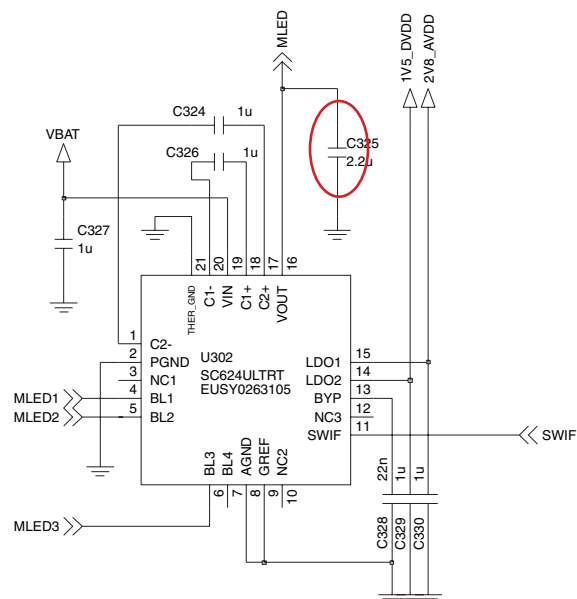 MLED
1V5_DVDD
2V8_AVDD
C324
1u
VBAT
C326
1u
C325
2.2u
C327
1u
21
20
19
18
17
16
THER_GND
C1-
VIN
C1+
C2+
VOUT
1
C2-
2
PGND
3
NC1
MLED1
4
BL1
MLED2
5
BL2
U302
SC624ULTRT
EUSY0263105
LDO1
15
LDO2
14
BYP
13
NC3
12
SWIF
11
SWIF
BL3
BL4
AGND
GREF
NC2
6
7
8
9
10
MLED3
22n
1u
1u
C328
C329
C330